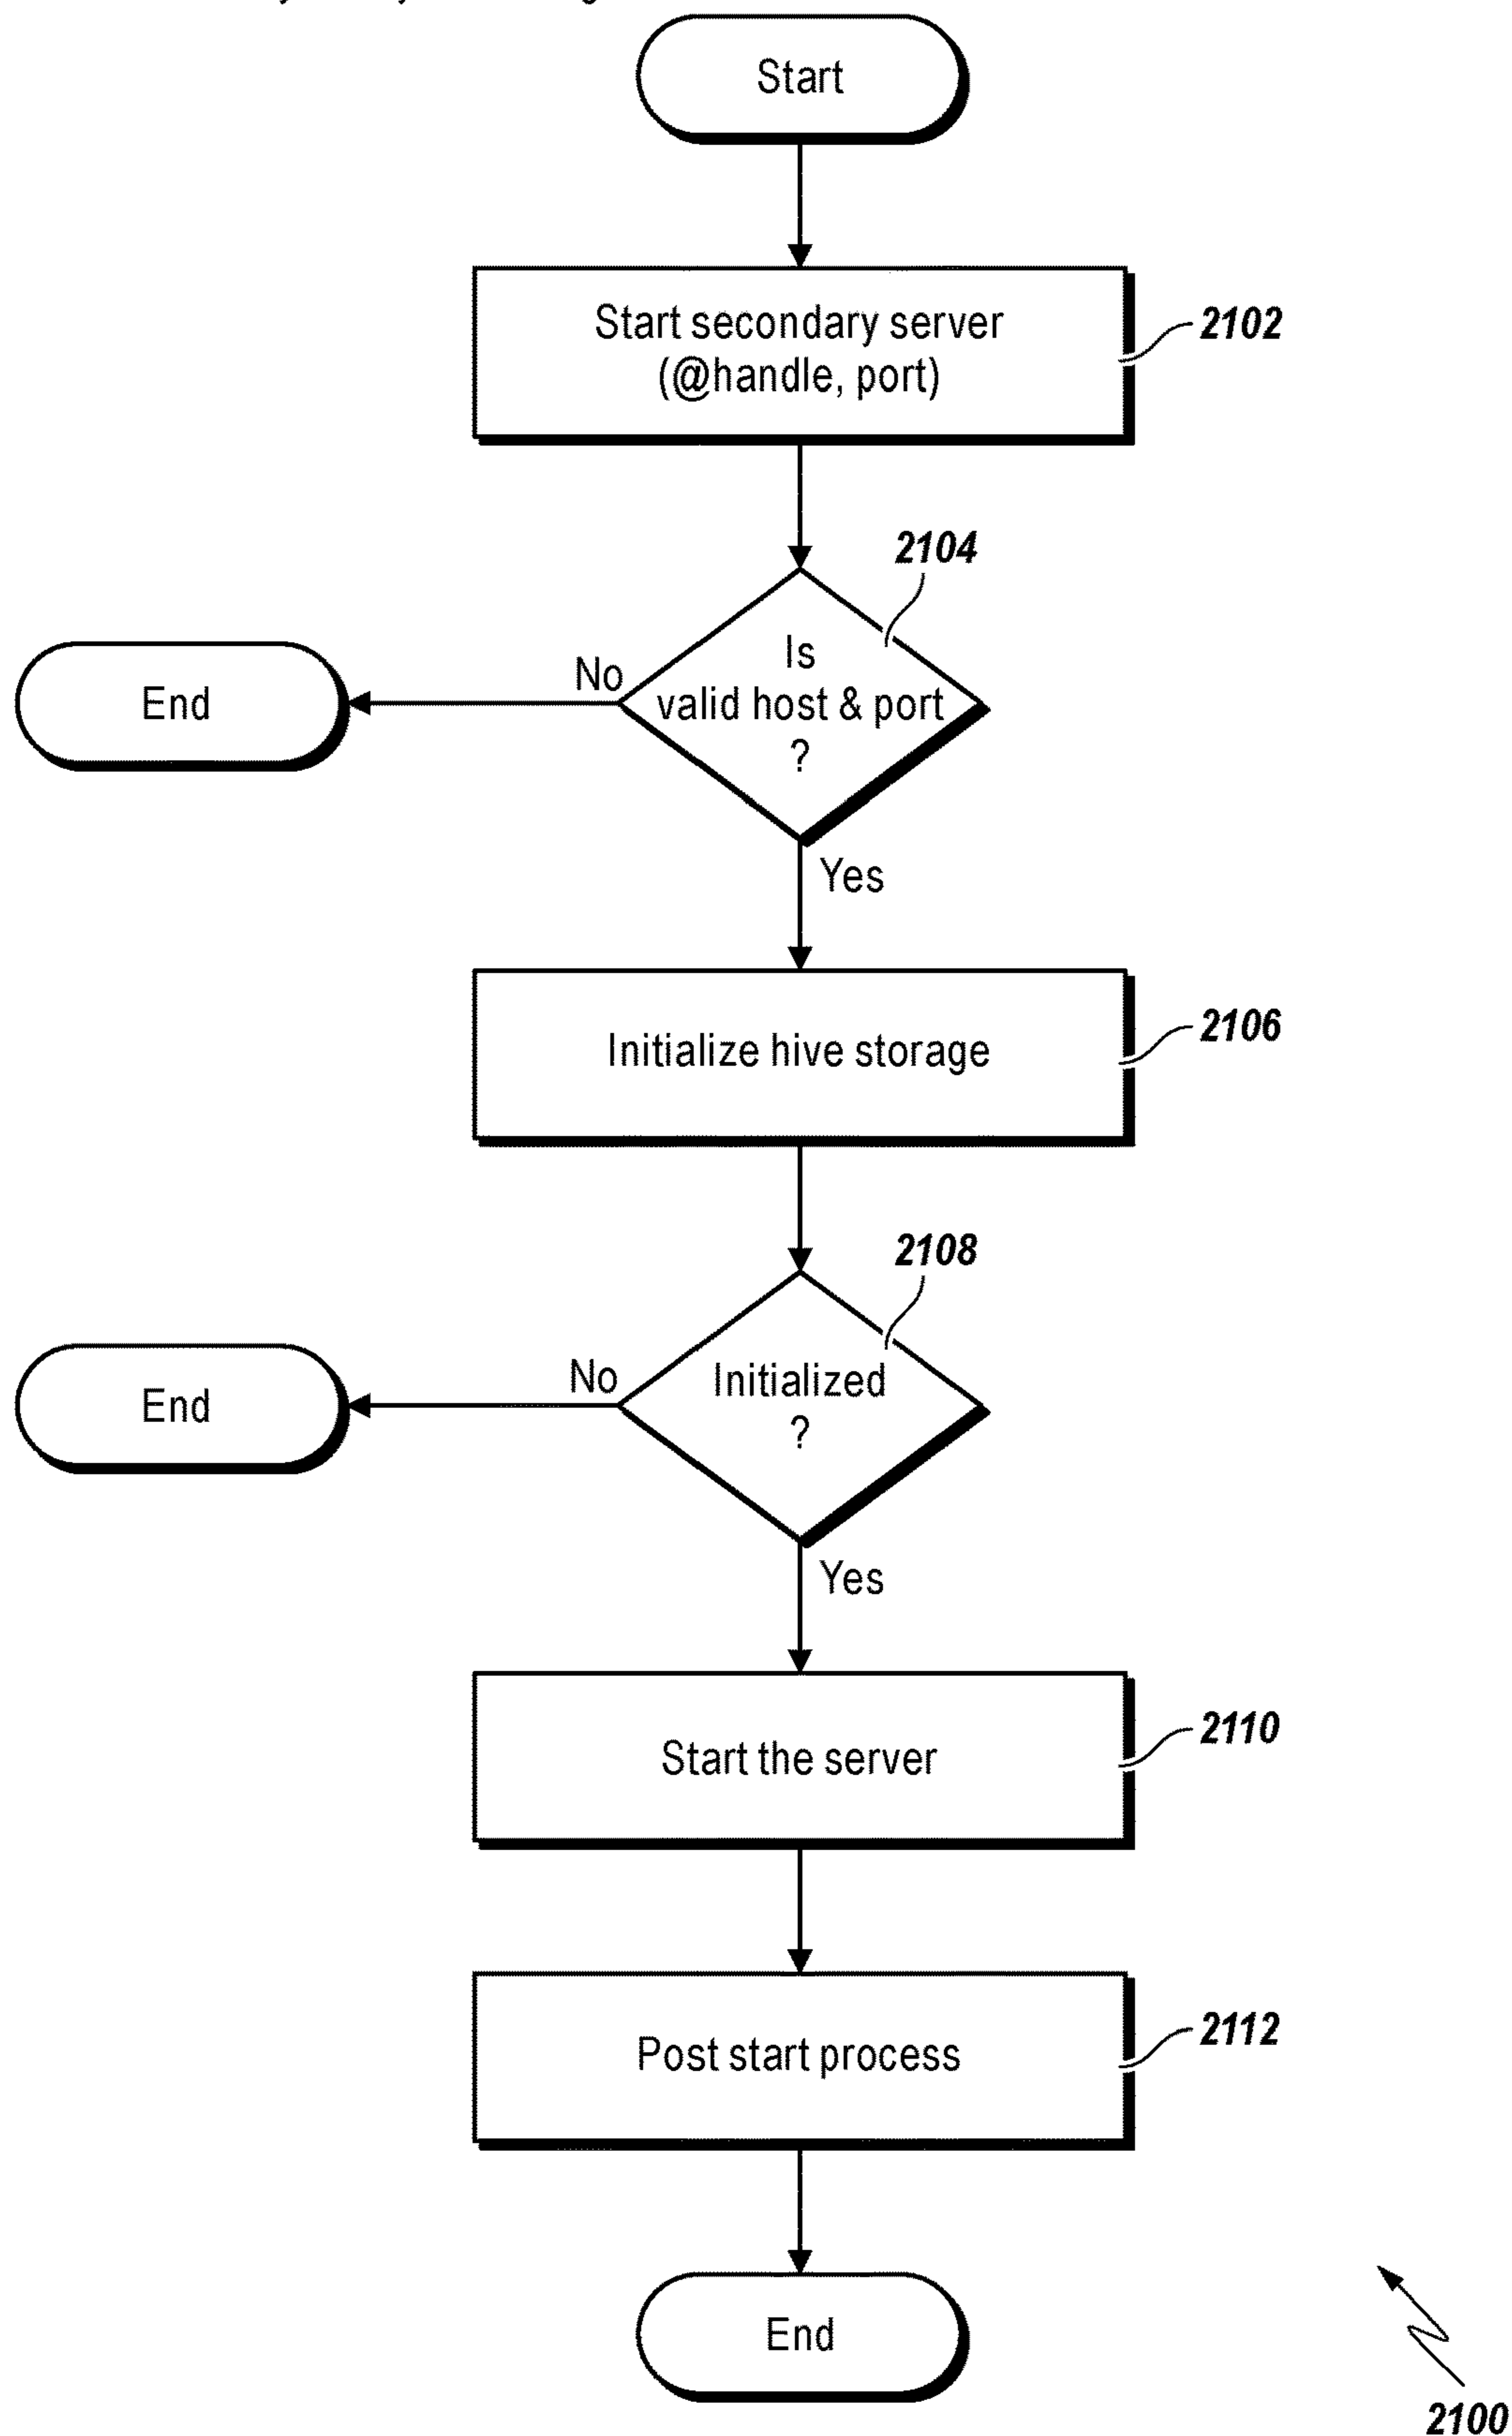 Start
Start secondary server
(@handle, port)
2102
2104
Is
valid host & port
?
No
End
Yes
Initialize hive storage
2106
2108
Initialized
?
No
End
Yes
Start the server
2110
Post start process
2112
End
2100